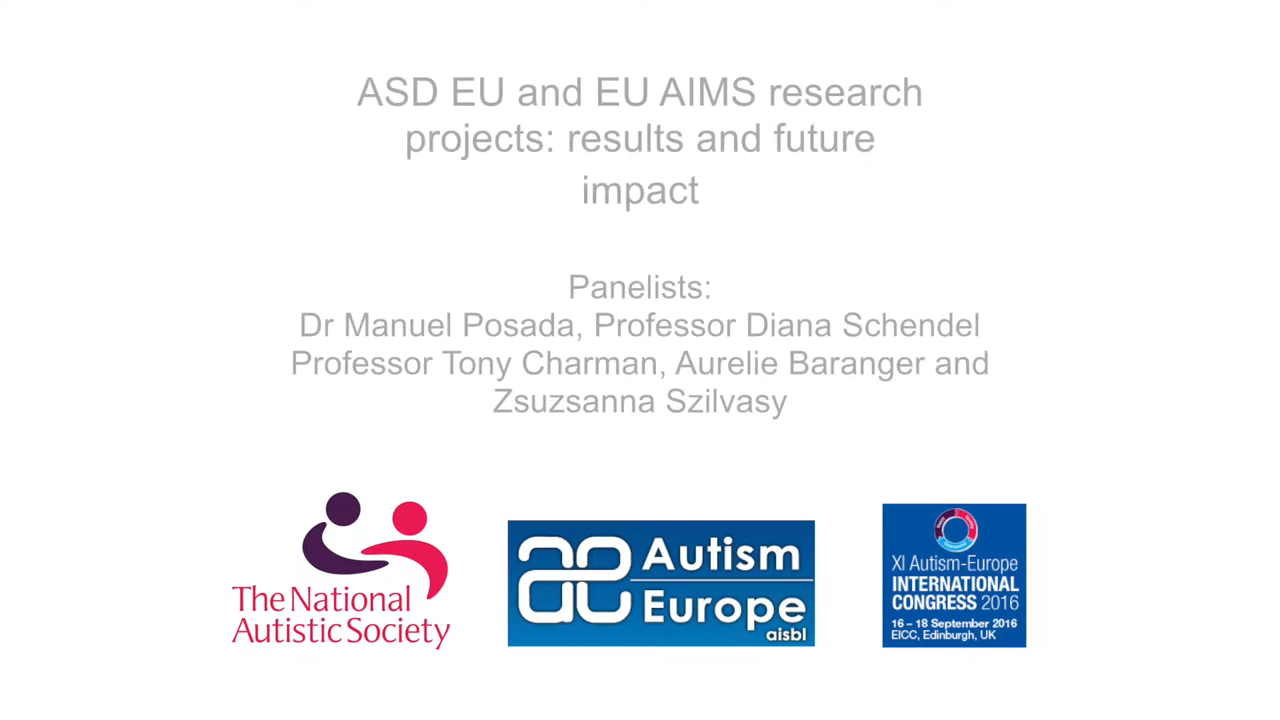 ASD EU and EU AIMS research
projects: results and future
impact
Panelists:
Dr Manuel Posada, Professor Diana Schendel
Professor Tony Charman, Aurelie Baranger and
Zsuzsanna Szilvasy
The National
Autistic Society
ae Autism
Europe
aisbl
XI Autism-Europe
INTERNATIONAL
CONGRESS 2016
16 – 18 September 2016
EICC, Edinburgh, UK